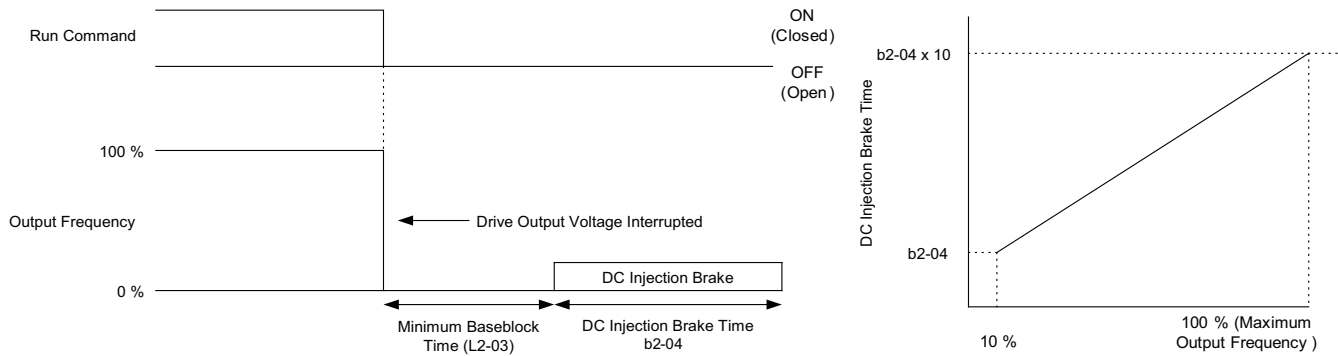 Run Command
ON
(Closed)
OFF
(Open)
100 %
Output Frequency
Drive Output Voltage Interrupted
DC Injection Brake
0 %
Minimum Baseblock
Time (L2-03)
DC Injection Brake Time
b2-04
DC Injection Brake Time
b2-04 x 10
b2-04
10 %
100 % (Maximum
Output Frequency )